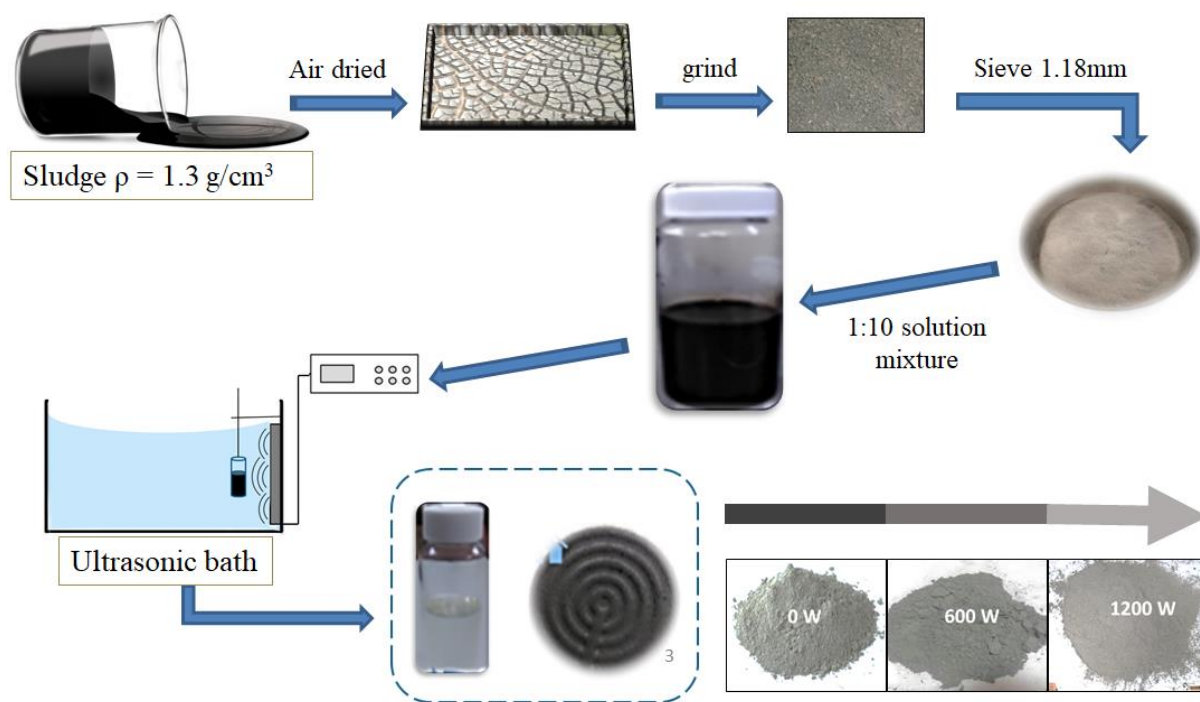 Air dried
grind
Sieve 1.18mm
Sludge ρ = 1.3 g/cm³
1:10 solution
mixture
Ultrasonic bath
3
0 W
600 W
1200 W